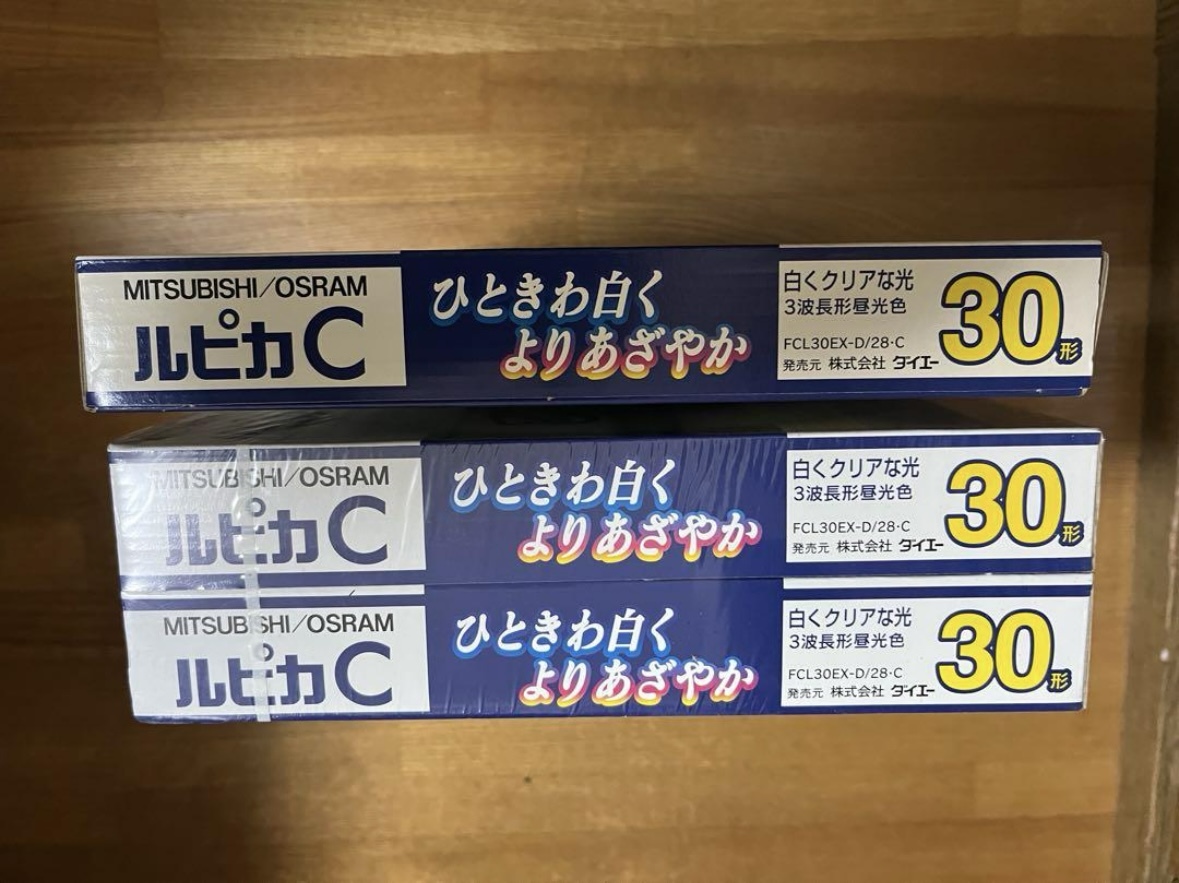 MITSUBISHI/OSRAM
ルピカC
ひときわ白く
よりあざやか
白くクリアな光
3波長形昼光色
FCL30EX-D/28・C
発売元 株式会社 ダイエー
30形
MITSUBISHI/OSRAM
ルピカC
ひときわ白く
よりあざやか
白くクリアな光
3波長形昼光色
FCL30EX-D/28・C
発売元 株式会社 ダイエー
30形
MITSUBISHI/OSRAM
ルピカC
ひときわ白く
よりあざやか
白くクリアな光
3波長形昼光色
FCL30EX-D/28・C
発売元 株式会社 ダイエー
30形